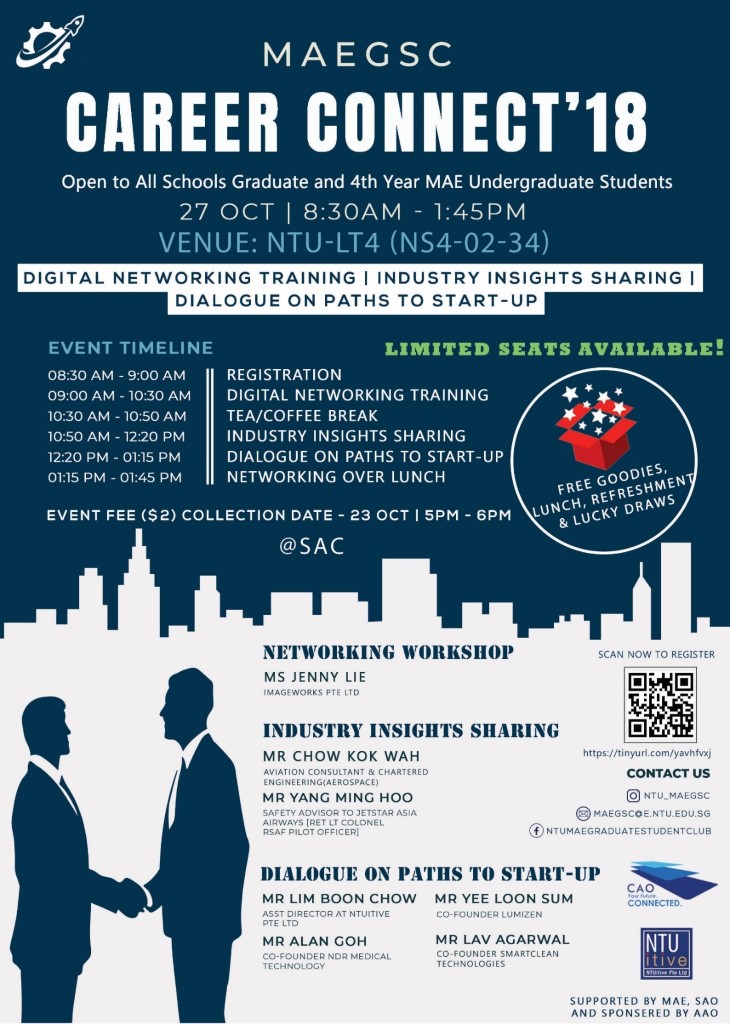 MAEGSC
CAREER CONNECT'18
Open to All Schools Graduate and 4th Year MAE Undergraduate Students
27 OCT | 8:30AM - 1:45PM
VENUE: NTU-LT4 (NS4-02-34)
DIGITAL NETWORKING TRAINING | INDUSTRY INSIGHTS SHARING |
DIALOGUE ON PATHS TO START-UP
EVENT TIMELINE
LIMITED SEATS AVAILABLE!
08:30 AM - 9:00 AM REGISTRATION
09:00 AM - 10:30 AM DIGITAL NETWORKING TRAINING
10:30 AM - 10:50 AM TEA/COFFEE BREAK
10:50 AM - 12:20 PM INDUSTRY INSIGHTS SHARING
12:20 PM - 01:15 PM DIALOGUE ON PATHS TO START-UP
01:15 PM - 01:45 PM NETWORKING OVER LUNCH
FREE GOODIES,
LUNCH, REFRESHMENT
& LUCKY DRAWS
EVENT FEE ($2) COLLECTION DATE - 23 OCT | 5PM - 6PM
@SAC
NETWORKING WORKSHOP
MS JENNY LIE
IMAGEWORKS PTE LTD
INDUSTRY INSIGHTS SHARING
MR CHOW KOK WAH
AVIATION CONSULTANT & CHARTERED
ENGINEERING(AEROSPACE)
MR YANG MING HOO
SAFETY ADVISOR TO JETSTAR ASIA
AIRWAYS [RET LT COLONEL
RSAF PILOT OFFICER]
SCAN NOW TO REGISTER
https://tinyurl.com/yavhfvxj
CONTACT US
NTU_MAEGSC
MAEGSC@E.NTU.EDU.SG
NTUMAEGRADUATESTUDENTCLUB
DIALOGUE ON PATHS TO START-UP
MR LIM BOON CHOW
ASST DIRECTOR AT NTUITIVE
PTE LTD
MR YEE LOON SUM
CO-FOUNDER LUMIZEN
MR ALAN GOH
CO-FOUNDER NDR MEDICAL
TECHNOLOGY
MR LAV AGARWAL
CO-FOUNDER SMARTCLEAN
TECHNOLOGIES
CAO
Your Future.
CONNECTED.
NTU
itive
NTUitive Pte Ltd
SUPPORTED BY MAE, SAO
AND SPONSERED BY AAO